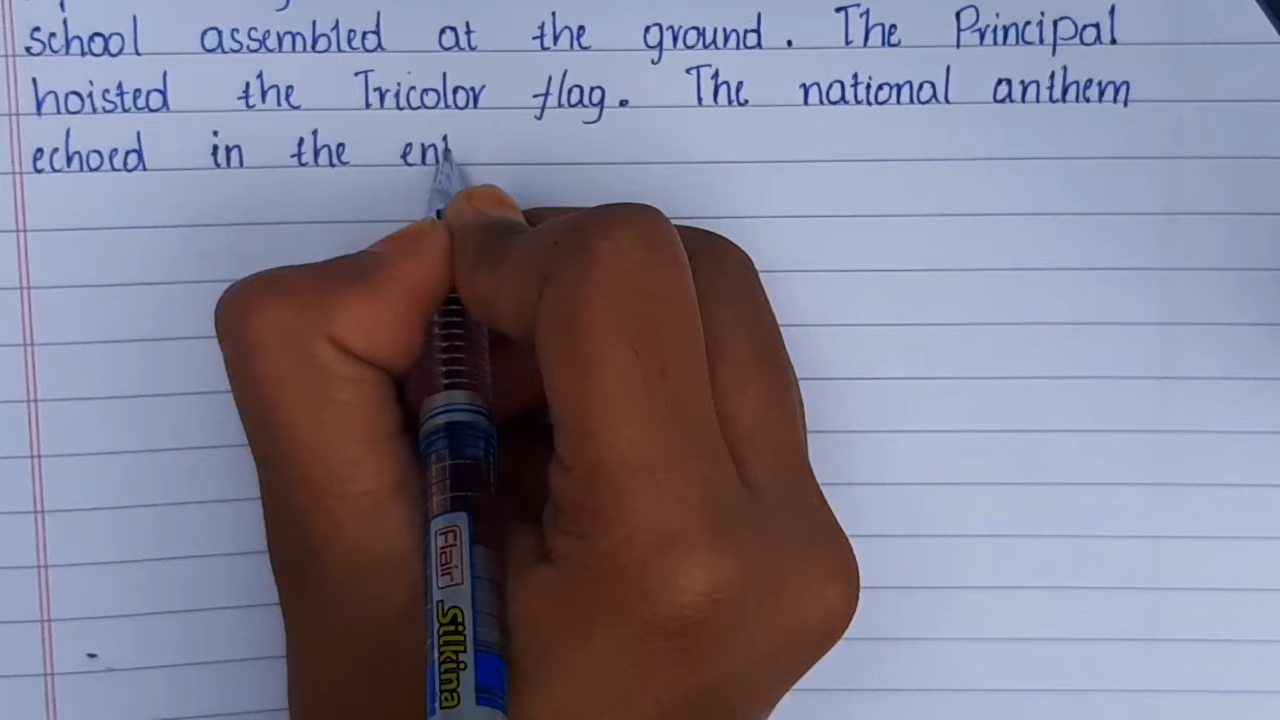 school assembled at the ground. The Principal
hoisted the Tricolor flag. The national anthem
echoed in the ent
Flair Silkina